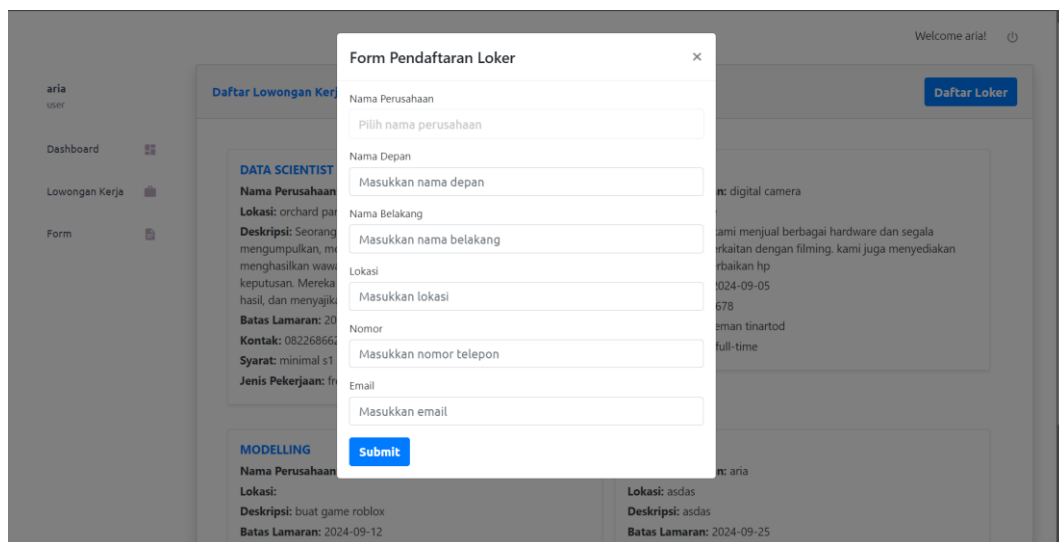 Welcome aria!
aria
user
Dashboard
Lowongan Kerja
Form
Daftar Lowongan Kerj
Daftar Loker
DATA SCIENTIST
Nama Perusahaan
Lokasi: orchard par
Deskripsi: Seorang
mengumpulkan, me
menghasilkan wawa
keputusan. Mereka
hasil, dan menyajika
Batas Lamaran: 20
Kontak: 082268662
Syarat: minimal s1
Jenis Pekerjaan: fr
n: digital camera
kami menjual berbagai hardware dan segala
erkaitan dengan filming. kami juga menyediakan
rbaikan hp
2024-09-05
678
eman tinartod
full-time
MODELLING
Nama Perusahaan
Lokasi:
Deskripsi: buat game roblox
Batas Lamaran: 2024-09-12
n: aria
Lokasi: asdas
Deskripsi: asdas
Batas Lamaran: 2024-09-25
Form Pendaftaran Loker
×
Nama Perusahaan
Pilih nama perusahaan
Nama Depan
Masukkan nama depan
Nama Belakang
Masukkan nama belakang
Lokasi
Masukkan lokasi
Nomor
Masukkan nomor telepon
Email
Masukkan email
Submit